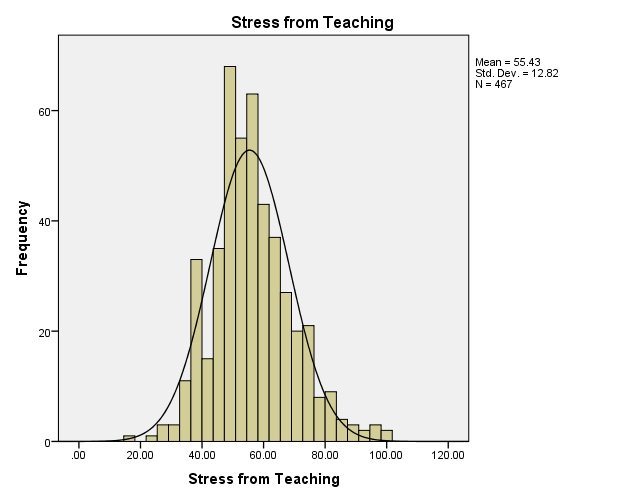 Stress from Teaching
Mean = 55.43
Std. Dev. = 12.82
N = 467
60
40
20
0
Frequency
.00
20.00
40.00
60.00
80.00
100.00
120.00
Stress from Teaching